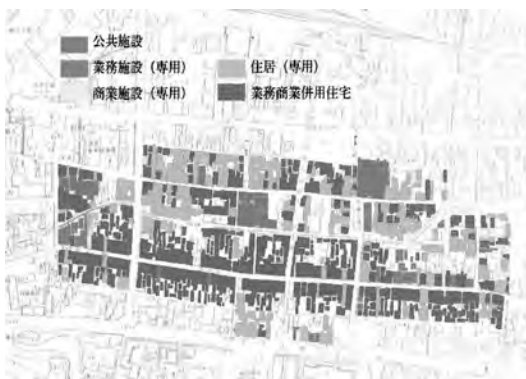 公共施設
業務施設（専用）
商業施設（専用）
住居（専用）
業務商業併用住宅